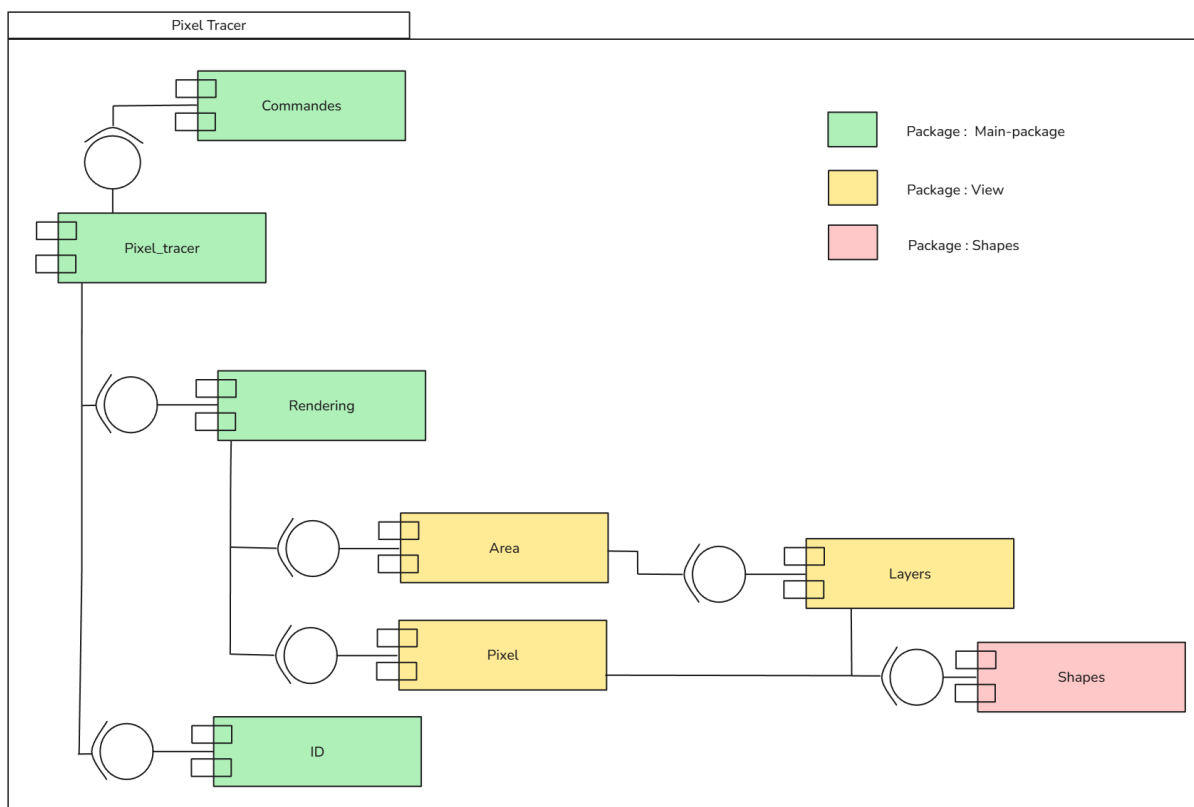 Pixel Tracer
Commandes
Package :  Main-package
Package : View
Pixel_tracer
Package : Shapes
Rendering
Area
Layers
Pixel
Shapes
ID